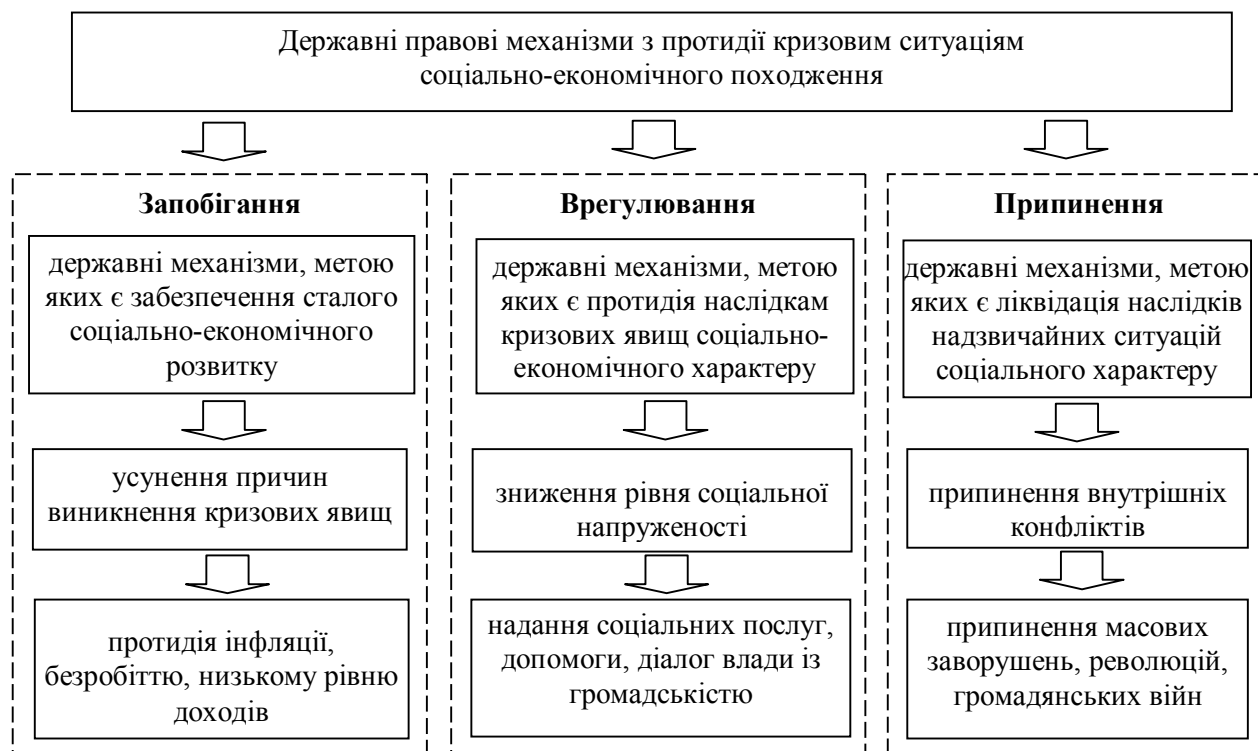 Державні правові механізми з протидії кризовим ситуаціям
соціально-економічного походження
Запобігання
державні механізми, метою
яких є забезпечення сталого
соціально-економічного
розвитку
усунення причин
виникнення кризових явищ
протидія інфляції,
безробіттю, низькому рівню
доходів
Врегулювання
державні механізми, метою
яких є протидія наслідкам
кризових явищ соціально-
економічного характеру
зниження рівня соціальної
напруженості
надання соціальних послуг,
допомоги, діалог влади із
громадськістю
Припинення
державні механізми, метою
яких є ліквідація наслідків
надзвичайних ситуацій
соціального характеру
припинення внутрішніх
конфліктів
припинення масових
заворушень, революцій,
громадянських війн